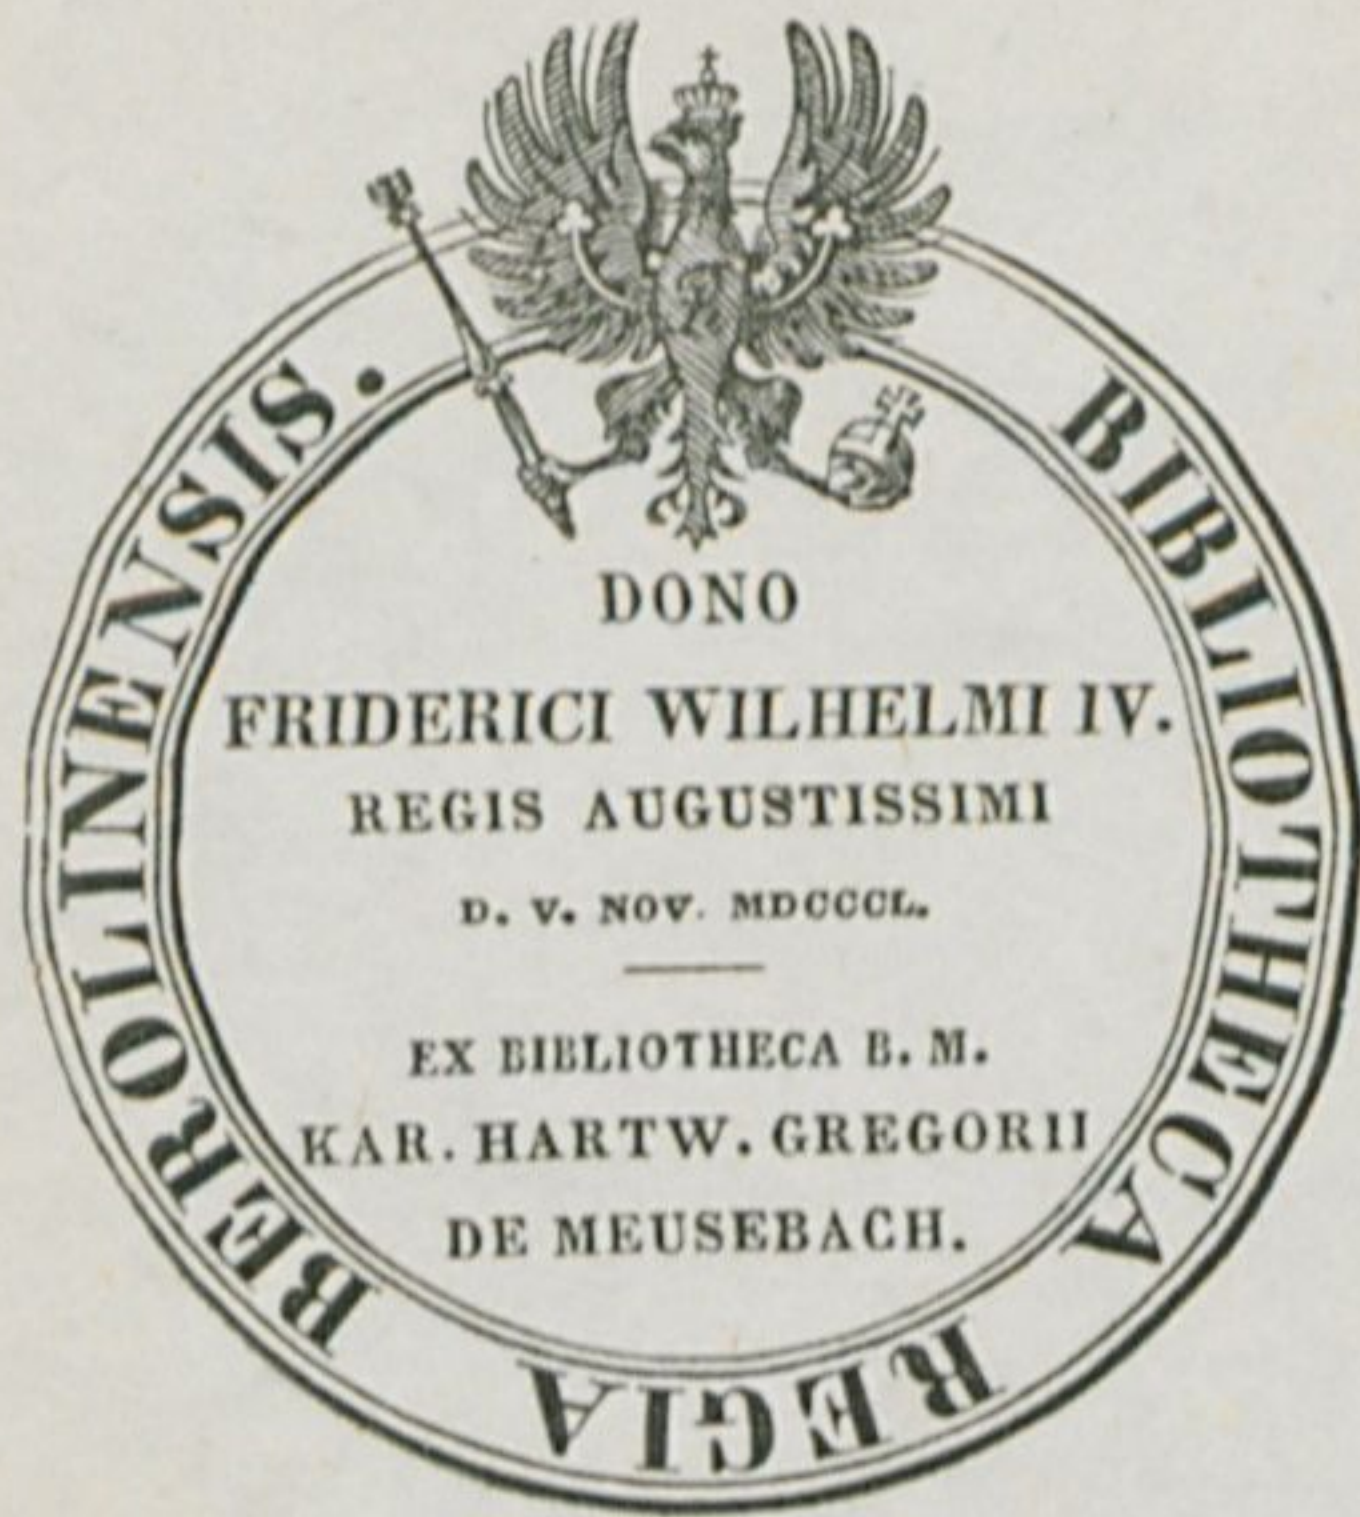 BIBLIOTHECA REGIA BEROLINENSIS.
DONO
FRIDERICI WILHELMI IV.
REGIS AUGUSTISSIMI
D. V. NOV. MDCCCL.
EX BIBLIOTHECA B. M.
KAR. HARTW. GREGORII
DE MEUSEBACH.